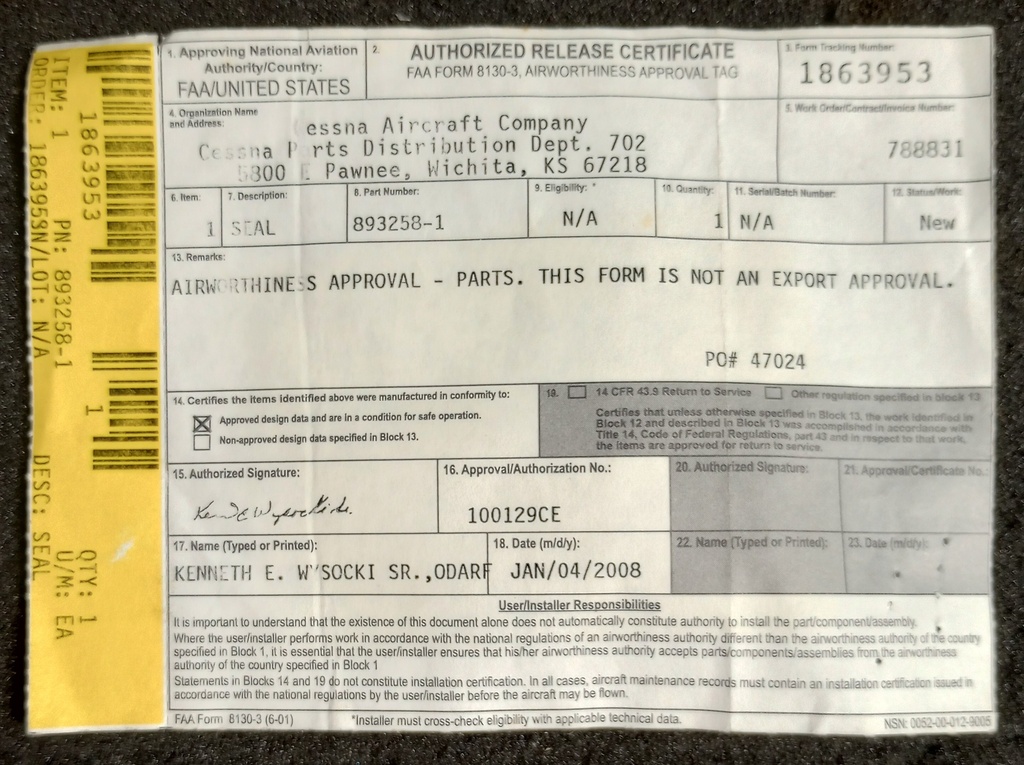 ITEM: 1 PN: 893258-1 DESC: SEAL
ORDER: 1863953SN/LOT: N/A U/M: EA
1863953 1 QTY: 1
1. Approving National Aviation
Authority/Country:
FAA/UNITED STATES
2.
AUTHORIZED RELEASE CERTIFICATE
FAA FORM 8130-3, AIRWORTHINESS APPROVAL TAG
3. Form Tracking Number:
1863953
4. Organization Name
and Address:
essna Aircraft Company
Cessna P rts Distribution Dept. 702
5800 E Pawnee, Wichita, KS 67218
5. Work Order/Contract/Invoice Number:
788831
6. Item:
1
7. Description:
SEAL
8. Part Number:
893258-1
9. Eligibility: *
N/A
10. Quantity:
1
11. Serial/Batch Number:
N/A
12. Status/Work:
New
13. Remarks:
AIRWORTHINESS APPROVAL - PARTS. THIS FORM IS NOT AN EXPORT APPROVAL.
PO# 47024
14. Certifies the items identified above were manufactured in conformity to:
Approved design data and are in a condition for safe operation.
Non-approved design data specified in Block 13.
19. 14 CFR 43.9 Return to Service Other regulation specified in block 13
Certifies that unless otherwise specified in Block 13, the work identified in
Block 12 and described in Block 13 was accomplished in accordance with
Title 14, Code of Federal Regulations, part 43 and in respect to that work,
the items are approved for return to service.
15. Authorized Signature:
16. Approval/Authorization No.:
100129CE
20. Authorized Signature:
21. Approval/Certificate No.:
17. Name (Typed or Printed):
KENNETH E. WYSOCKI SR.,ODARF
18. Date (m/d/y):
JAN/04/2008
22. Name (Typed or Printed):
23. Date (m/d/y):
User/Installer Responsibilities
It is important to understand that the existence of this document alone does not automatically constitute authority to install the part/component/assembly.
Where the user/installer performs work in accordance with the national regulations of an airworthiness authority different than the airworthiness authority of the country
specified in Block 1, it is essential that the user/installer ensures that his/her airworthiness authority accepts parts/components/assemblies from the airworthiness
authority of the country specified in Block 1
Statements in Blocks 14 and 19 do not constitute installation certification. In all cases, aircraft maintenance records must contain an installation certification issued in
accordance with the national regulations by the user/installer before the aircraft may be flown.
FAA Form 8130-3 (6-01)
*Installer must cross-check eligibility with applicable technical data.
NSN: 0052-00-012-9005